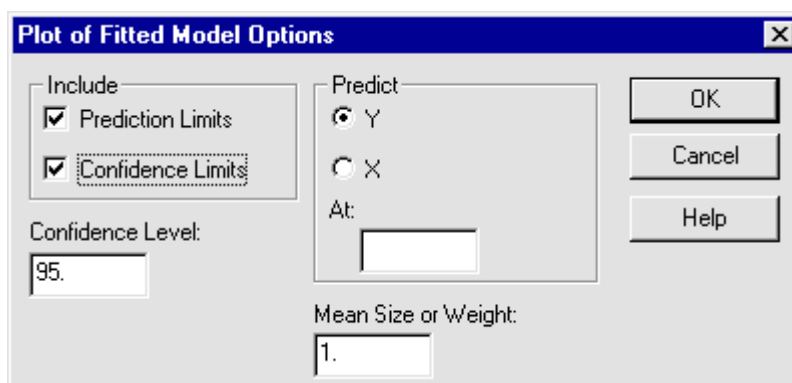 Plot of Fitted Model Options
Include
Prediction Limits
Confidence Limits
Confidence Level:
95.
Predict
Y
X
At:
Mean Size or Weight:
1.
OK
Cancel
Help